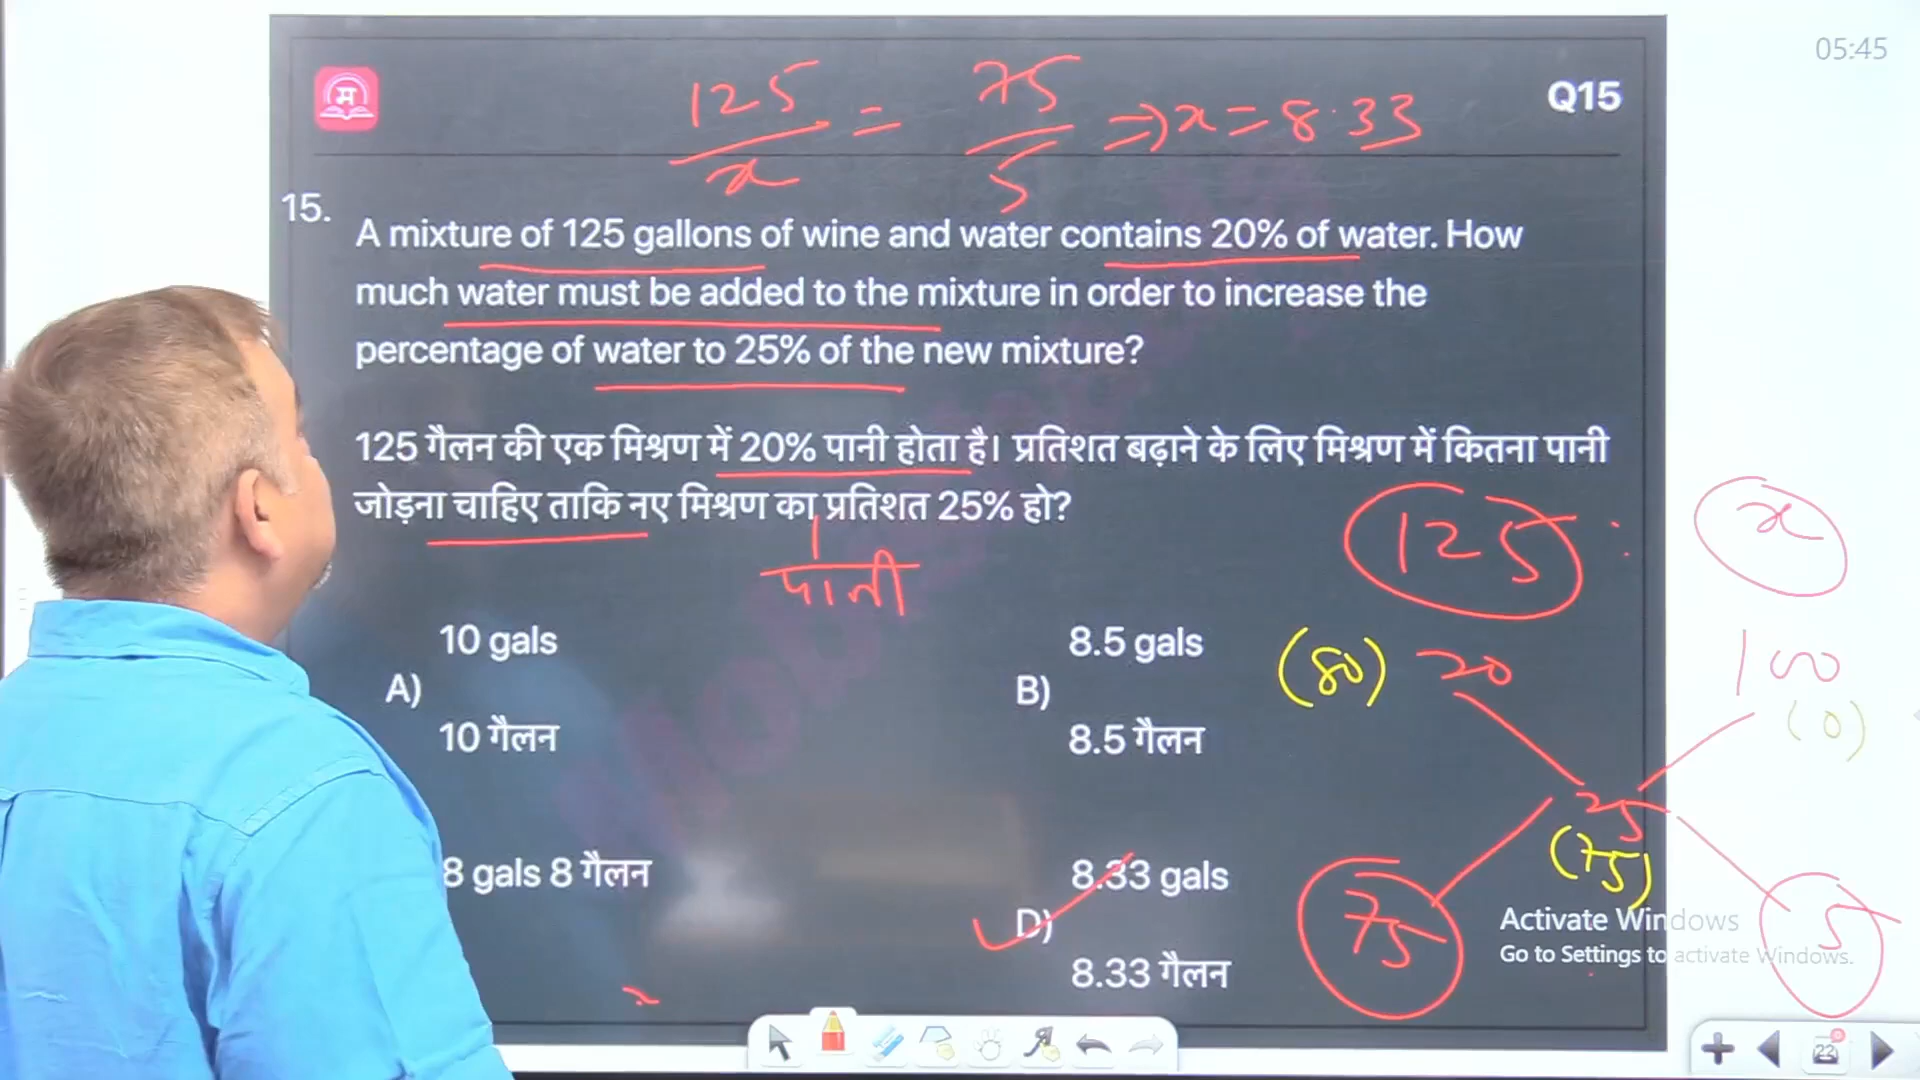 05:45
म
125/x = 75/5 ⇒ x = 8.33
Q15
15.
A mixture of 125 gallons of wine and water contains 20% of water. How
much water must be added to the mixture in order to increase the
percentage of water to 25% of the new mixture?
125 गैलन की एक मिश्रण में 20% पानी होता है। प्रतिशत बढ़ाने के लिए मिश्रण में कितना पानी
जोड़ना चाहिए ताकि नए मिश्रण का प्रतिशत 25% हो?
पानी
125 : x
10 gals
A)
10 गैलन
8.5 gals
B)
8.5 गैलन
(80) 20 100
(0)
25
(75)
8 gals 8 गैलन
8.33 gals
D)
8.33 गैलन
75 5
Activate Windows
Go to Settings to activate Windows.
22